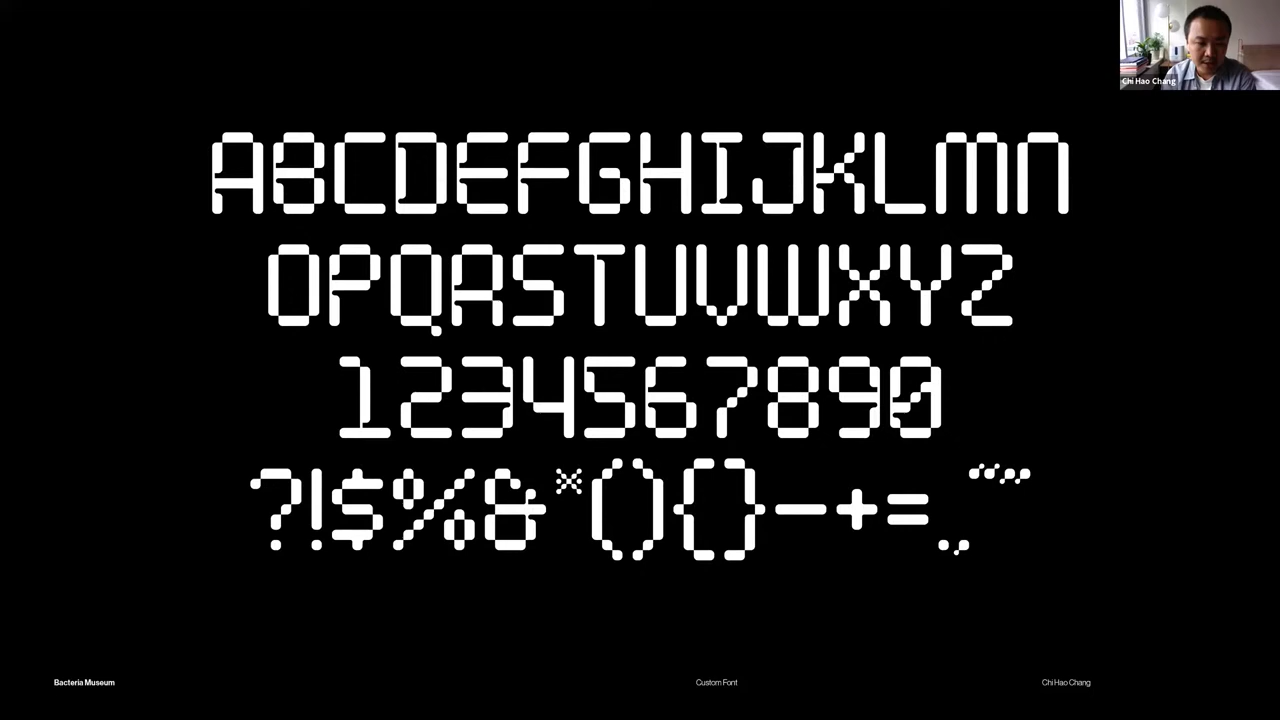 Chi Hao Chang
ABCDEFGHIJKLMN
OPQRSTUVWXYZ
1234567890
?!$%&*(){}-+=.,“”
Bacteria Museum
Custom Font
Chi Hao Chang